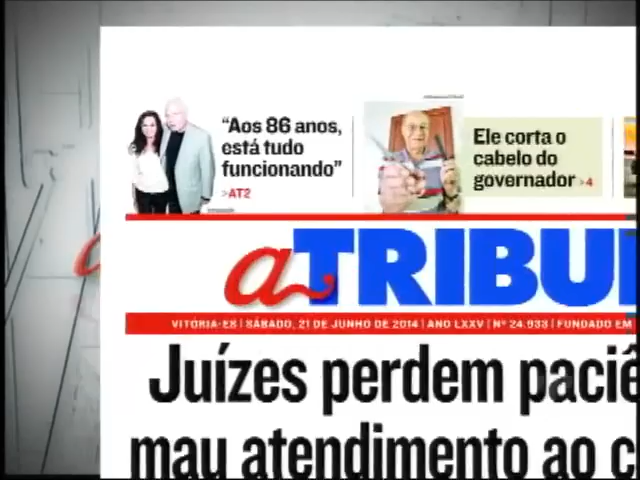 “Aos 86 anos,
está tudo
funcionando”
>AT2
Ele corta o
cabelo do
governador >4
aTRIBU
VITÓRIA-ES | SÁBADO, 21 DE JUNHO DE 2014 | ANO LXXV | Nº 24.933 | FUNDADO EM
Juízes perdem paciê
mau atendimento ao c